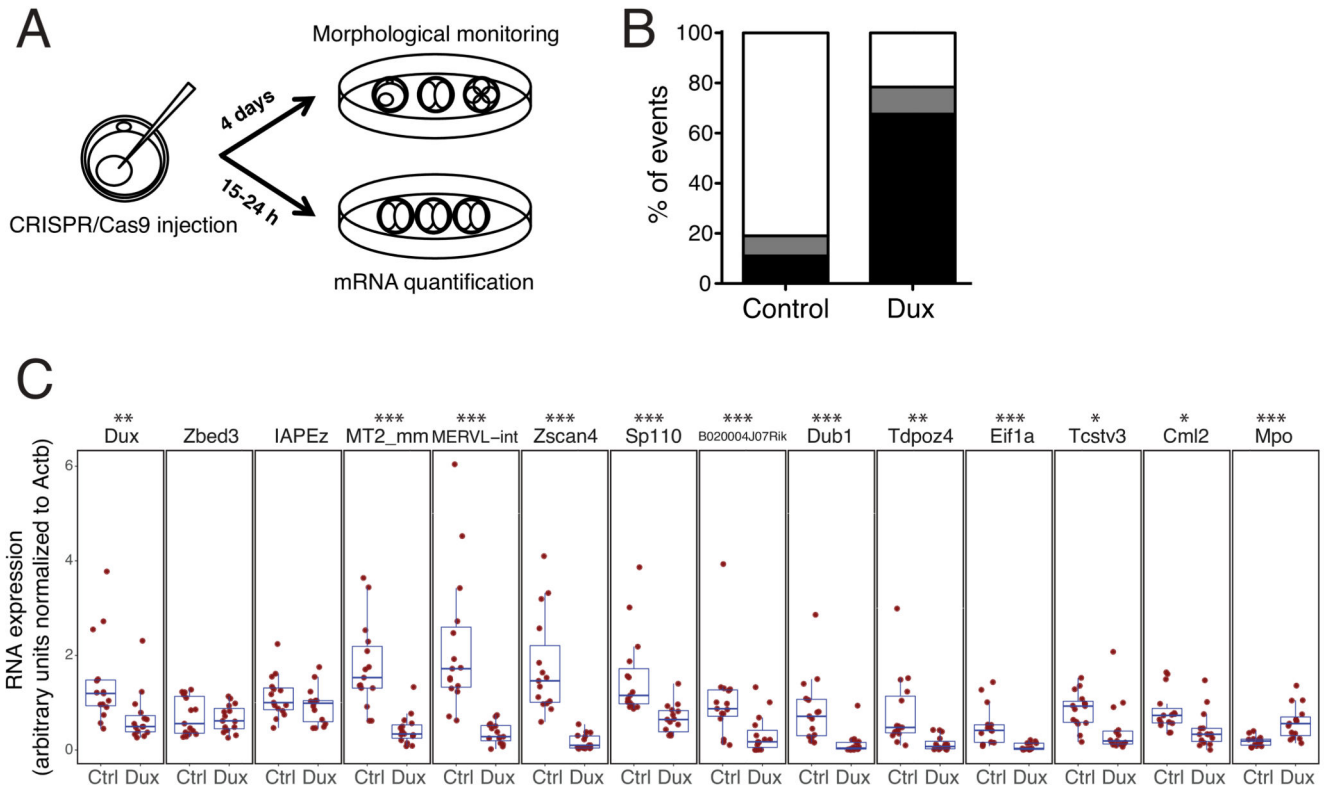 A
Morphological monitoring
4 days
15-24 h
CRISPR/Cas9 injection
mRNA quantification
B
% of events
100
80
60
40
20
0
Control Dux
C
RNA expression
(arbitrary units normalized to Actb)
** *** *** *** *** *** *** ** *** * * ***
Dux Zbed3 IAPEz MT2_mm MERVL-int Zscan4 Sp110 B020004J07Rik Dub1 Tdpoz4 Eif1a Tcstv3 Cml2 Mpo
6
4
2
0
Ctrl Dux Ctrl Dux Ctrl Dux Ctrl Dux Ctrl Dux Ctrl Dux Ctrl Dux Ctrl Dux Ctrl Dux Ctrl Dux Ctrl Dux Ctrl Dux Ctrl Dux Ctrl Dux